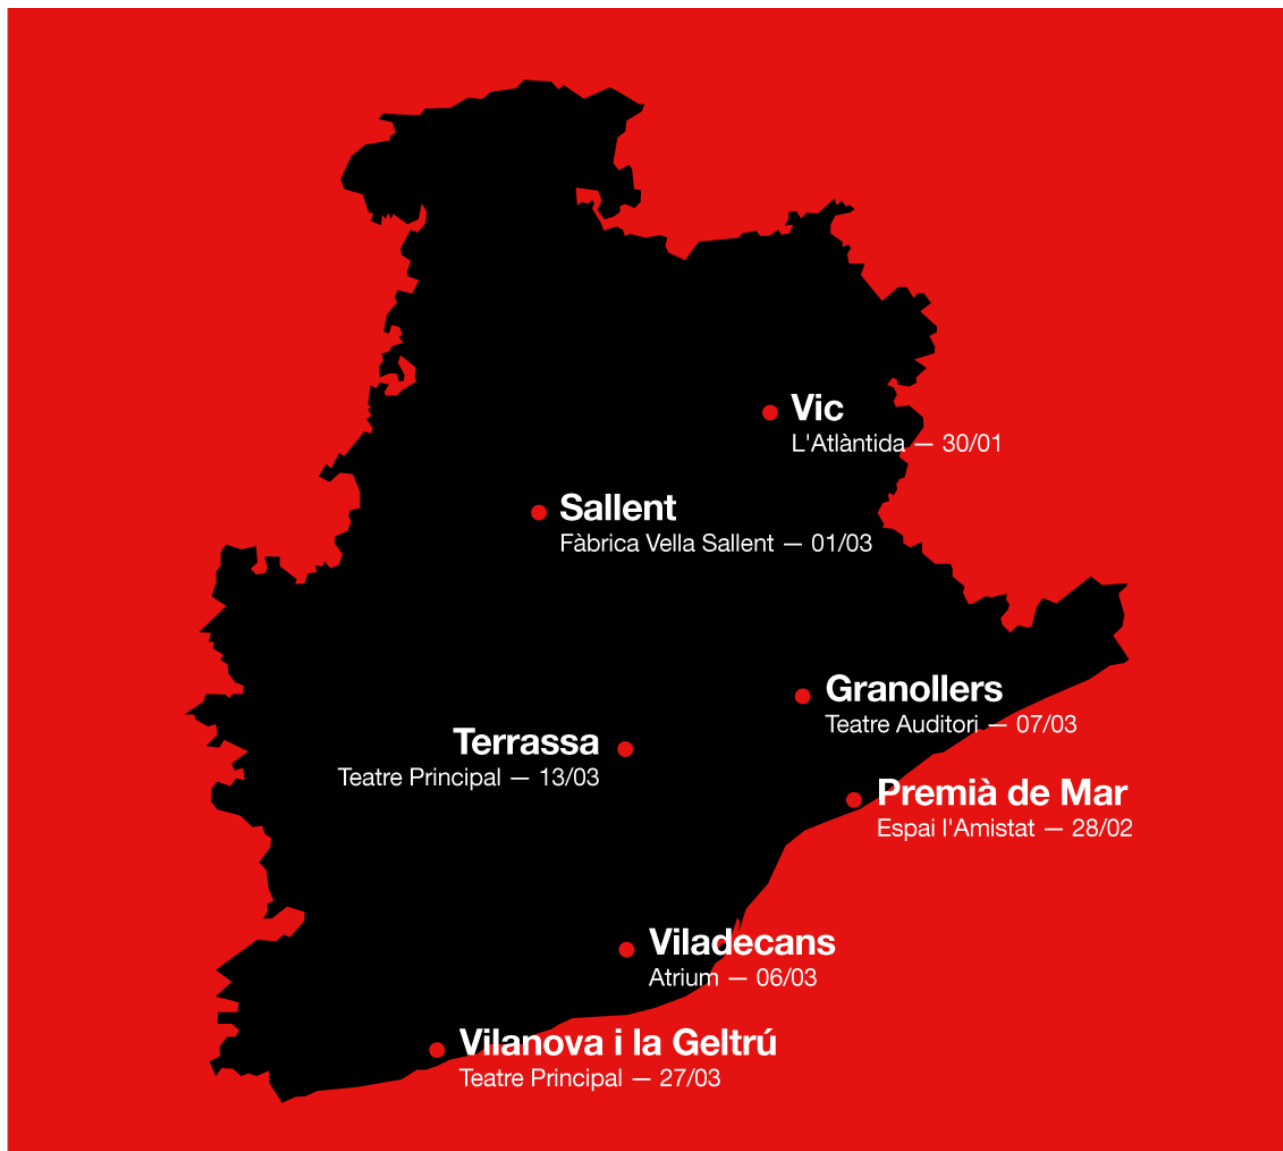 Vic
L'Atlàntida — 30/01
Sallent
Fàbrica Vella Sallent — 01/03
Granollers
Teatre Auditori — 07/03
Terrassa
Teatre Principal — 13/03
Premià de Mar
Espai l'Amistat — 28/02
Viladecans
Atrium — 06/03
Vilanova i la Geltrú
Teatre Principal — 27/03